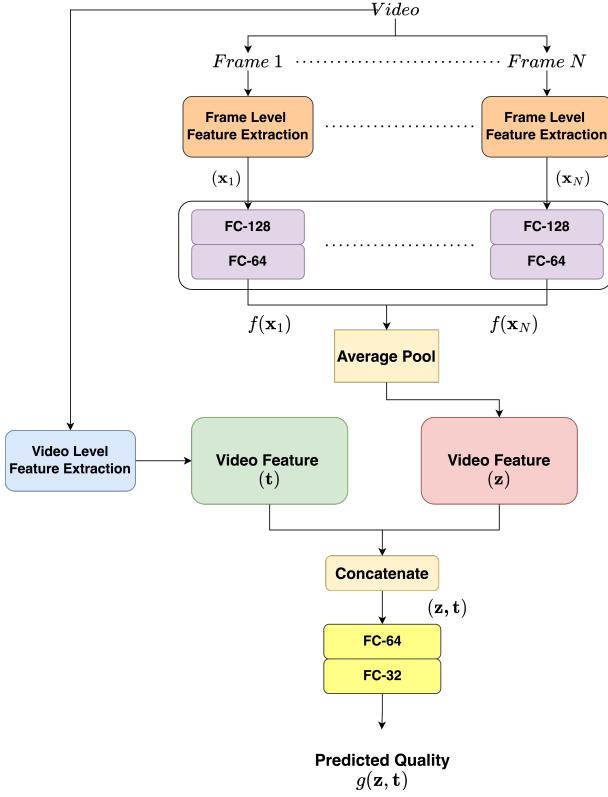 Video
Frame 1 Frame N
Frame Level Frame Level
Feature Extraction Feature Extraction
(x₁) (x_N)
FC-128 FC-128
FC-64 FC-64
f(x₁) f(x_N)
Average Pool
Video Level
Feature Extraction
Video Feature
(t)
Video Feature
(z)
Concatenate
(z, t)
FC-64
FC-32
Predicted Quality
g(z, t)